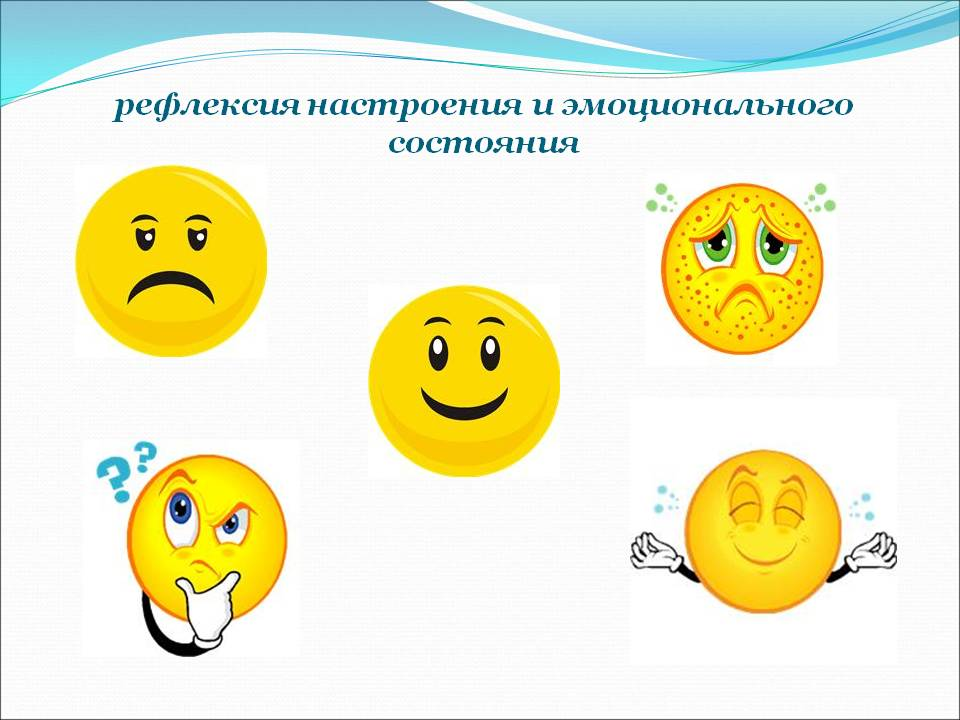 рефлексия настроения и эмоционального
состояния
? ?